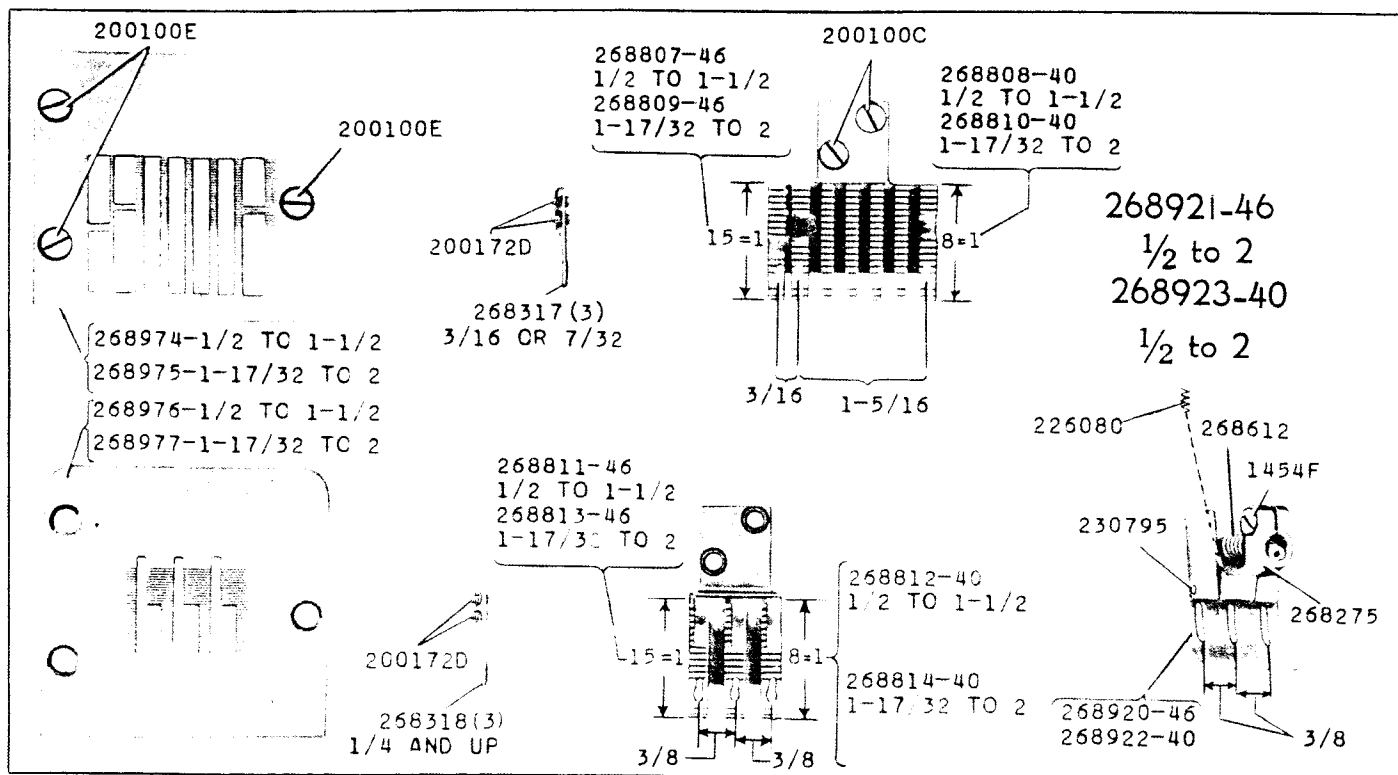 200100E
200100E
268807-46
1/2 TO 1-1/2
268809-46
1-17/32 TO 2
200100C
268808-40
1/2 TO 1-1/2
268810-40
1-17/32 TO 2
200172D
268317(3)
3/16 OR 7/32
15=1
8=1
3/16
1-5/16
268921-46
1/2 to 2
268923-40
1/2 to 2
268974-1/2 TO 1-1/2
268975-1-17/32 TO 2
268976-1/2 TO 1-1/2
268977-1-17/32 TO 2
200172D
268318(3)
1/4 AND UP
268811-46
1/2 TO 1-1/2
268813-46
1-17/32 TO 2
15=1
8=1
3/8
3/8
268812-40
1/2 TO 1-1/2
268814-40
1-17/32 TO 2
226080
268612
1454F
230795
268275
268920-46
268922-40
3/8